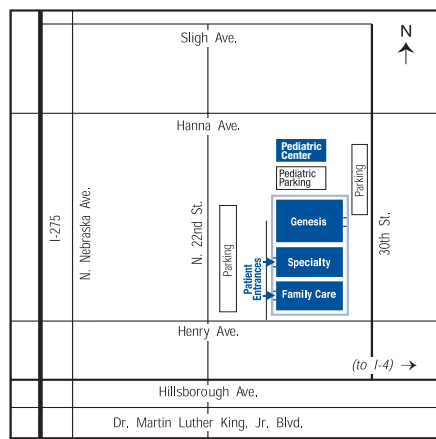 Sligh Ave.
N
Hanna Ave.
Pediatric
Center
Pediatric
Parking
Parking
I-275
N. Nebraska Ave.
N. 22nd St.
Parking
Genesis
30th St.
Patient
Entrances
Specialty
Family Care
Henry Ave.
(to I-4)
Hillsborough Ave.
Dr. Martin Luther King, Jr. Blvd.